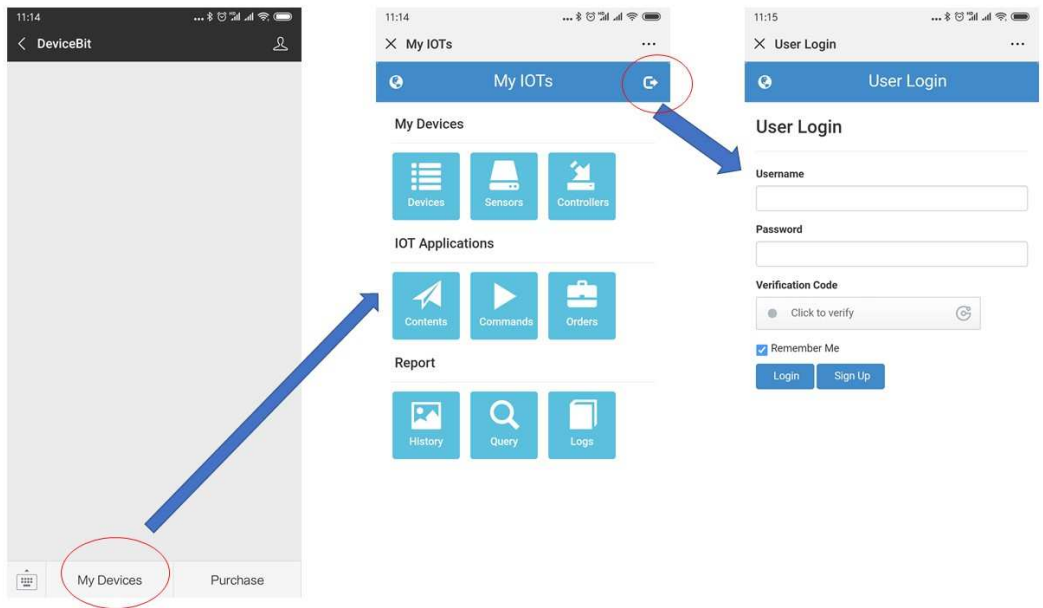 11:14
DeviceBit
My Devices
Purchase
11:14
My IOTs
My IOTs
My Devices
Devices
Sensors
Controllers
IOT Applications
Contents
Commands
Orders
Report
History
Query
Logs
11:15
User Login
User Login
User Login
Username
Password
Verification Code
Click to verify
Remember Me
Login
Sign Up